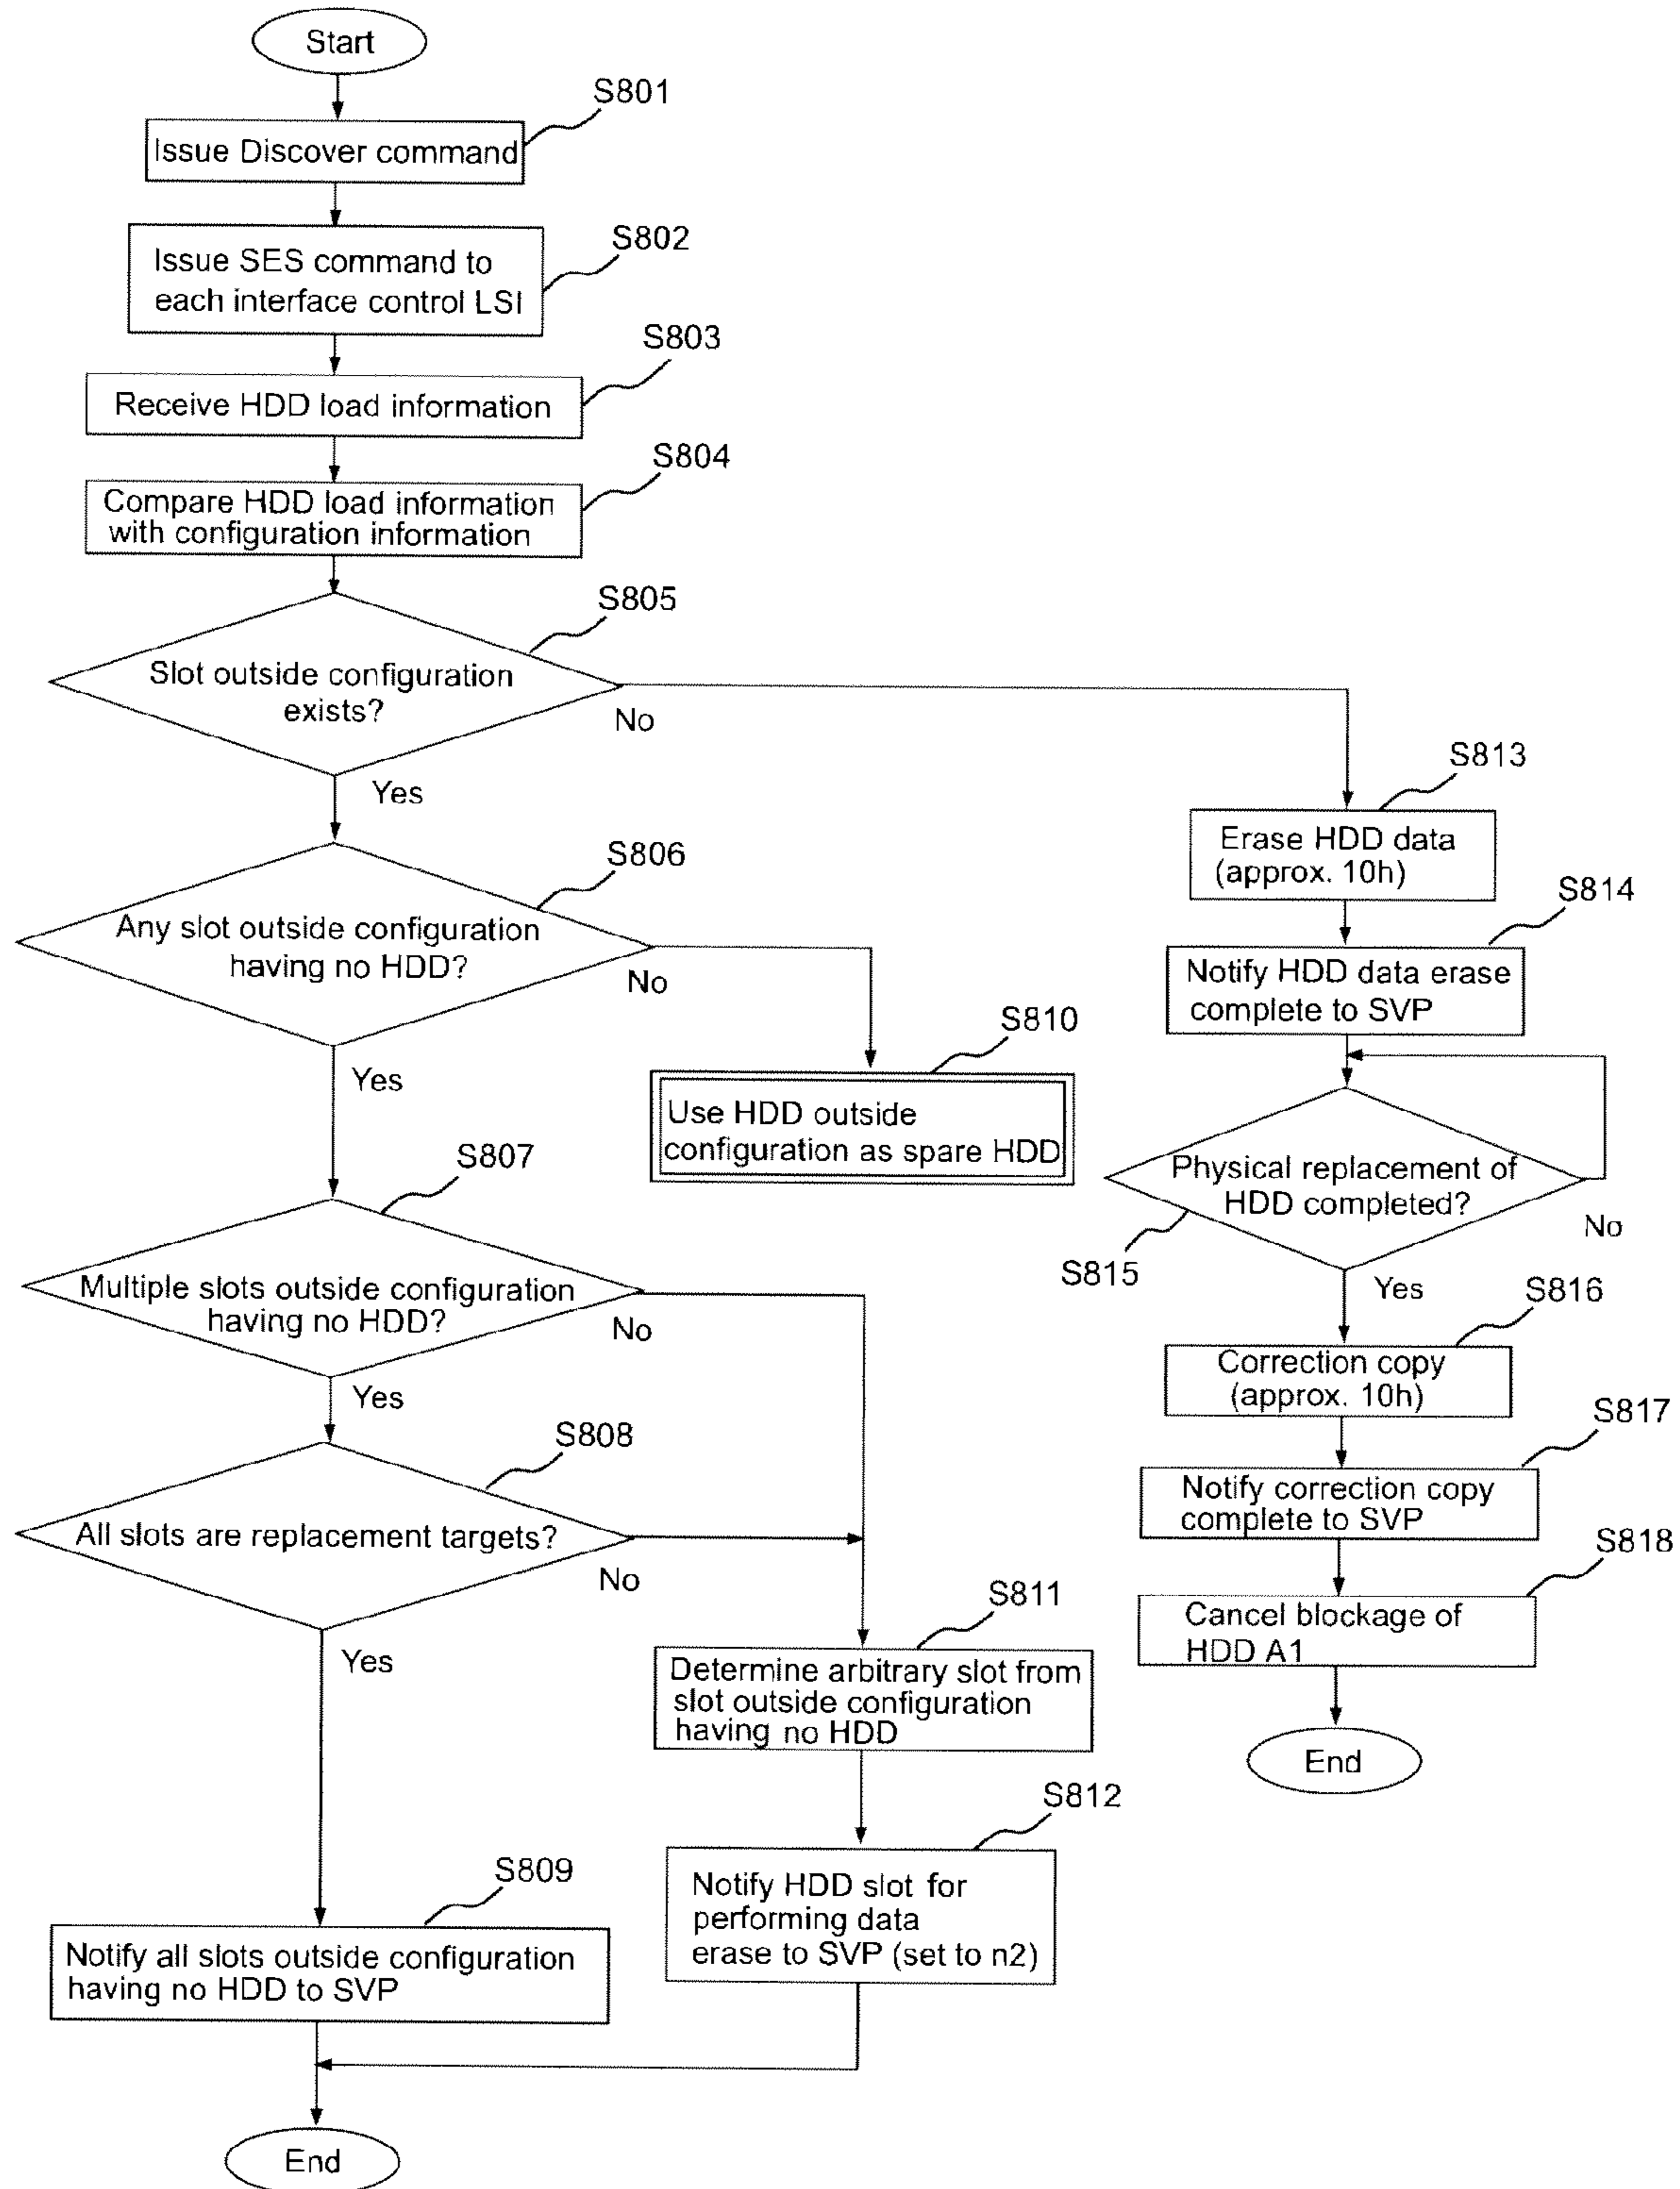 Start
S801
Issue Discover command
S802
Issue SES command to
each interface control LSI
S803
Receive HDD load information
S804
Compare HDD load information
with configuration information
S805
Slot outside configuration
exists?
No
Yes
S806
Any slot outside configuration
having no HDD?
No
Yes
S810
Use HDD outside
configuration as spare HDD
S807
Multiple slots outside configuration
having no HDD?
No
Yes
S808
All slots are replacement targets?
No
Yes
S811
Determine arbitrary slot from
slot outside configuration
having no HDD
S812
Notify HDD slot for
performing data
erase to SVP (set to n2)
S809
Notify all slots outside configuration
having no HDD to SVP
End
S813
Erase HDD data
(approx. 10h)
S814
Notify HDD data erase
complete to SVP
Physical replacement of
HDD completed?
No
S815
Yes
S816
Correction copy
(approx. 10h)
S817
Notify correction copy
complete to SVP
S818
Cancel blockage of
HDD A1
End